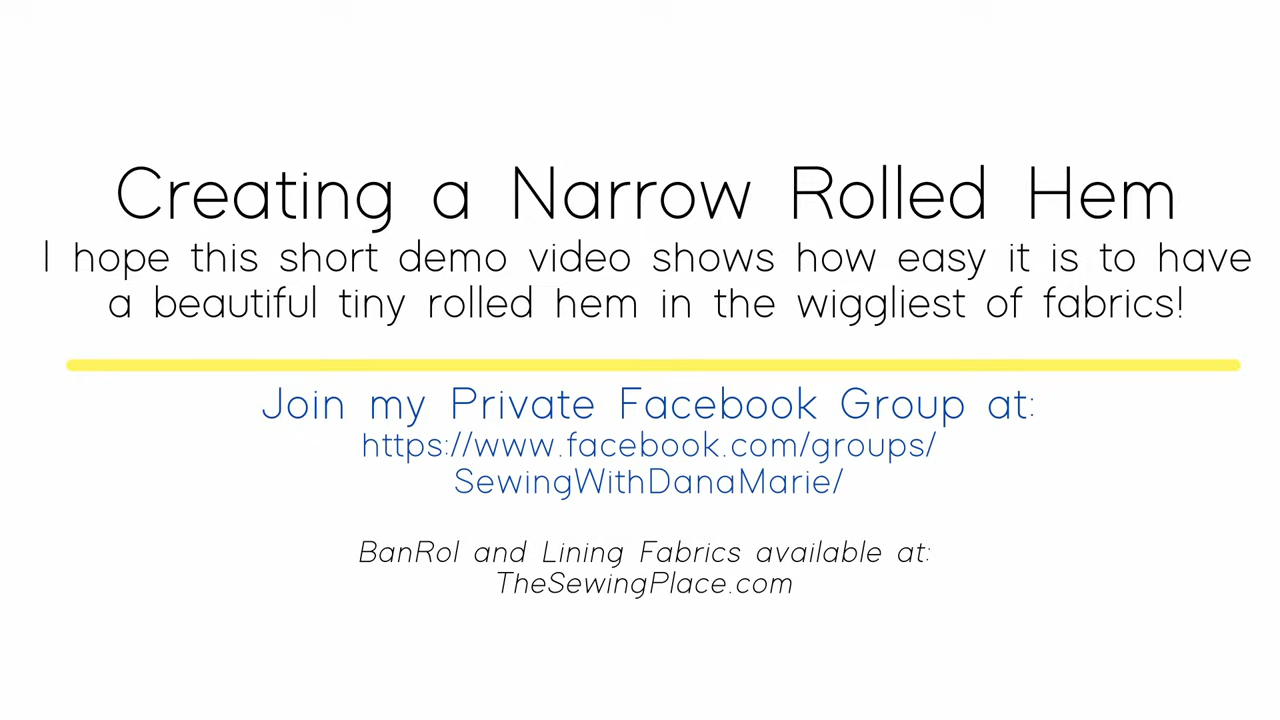 Creating a Narrow Rolled Hem
I hope this short demo video shows how easy it is to have
a beautiful tiny rolled hem in the wiggliest of fabrics!
Join my Private Facebook Group at:
https://www.facebook.com/groups/
SewingWithDanaMarie/
BanRol and Lining Fabrics available at:
TheSewingPlace.com